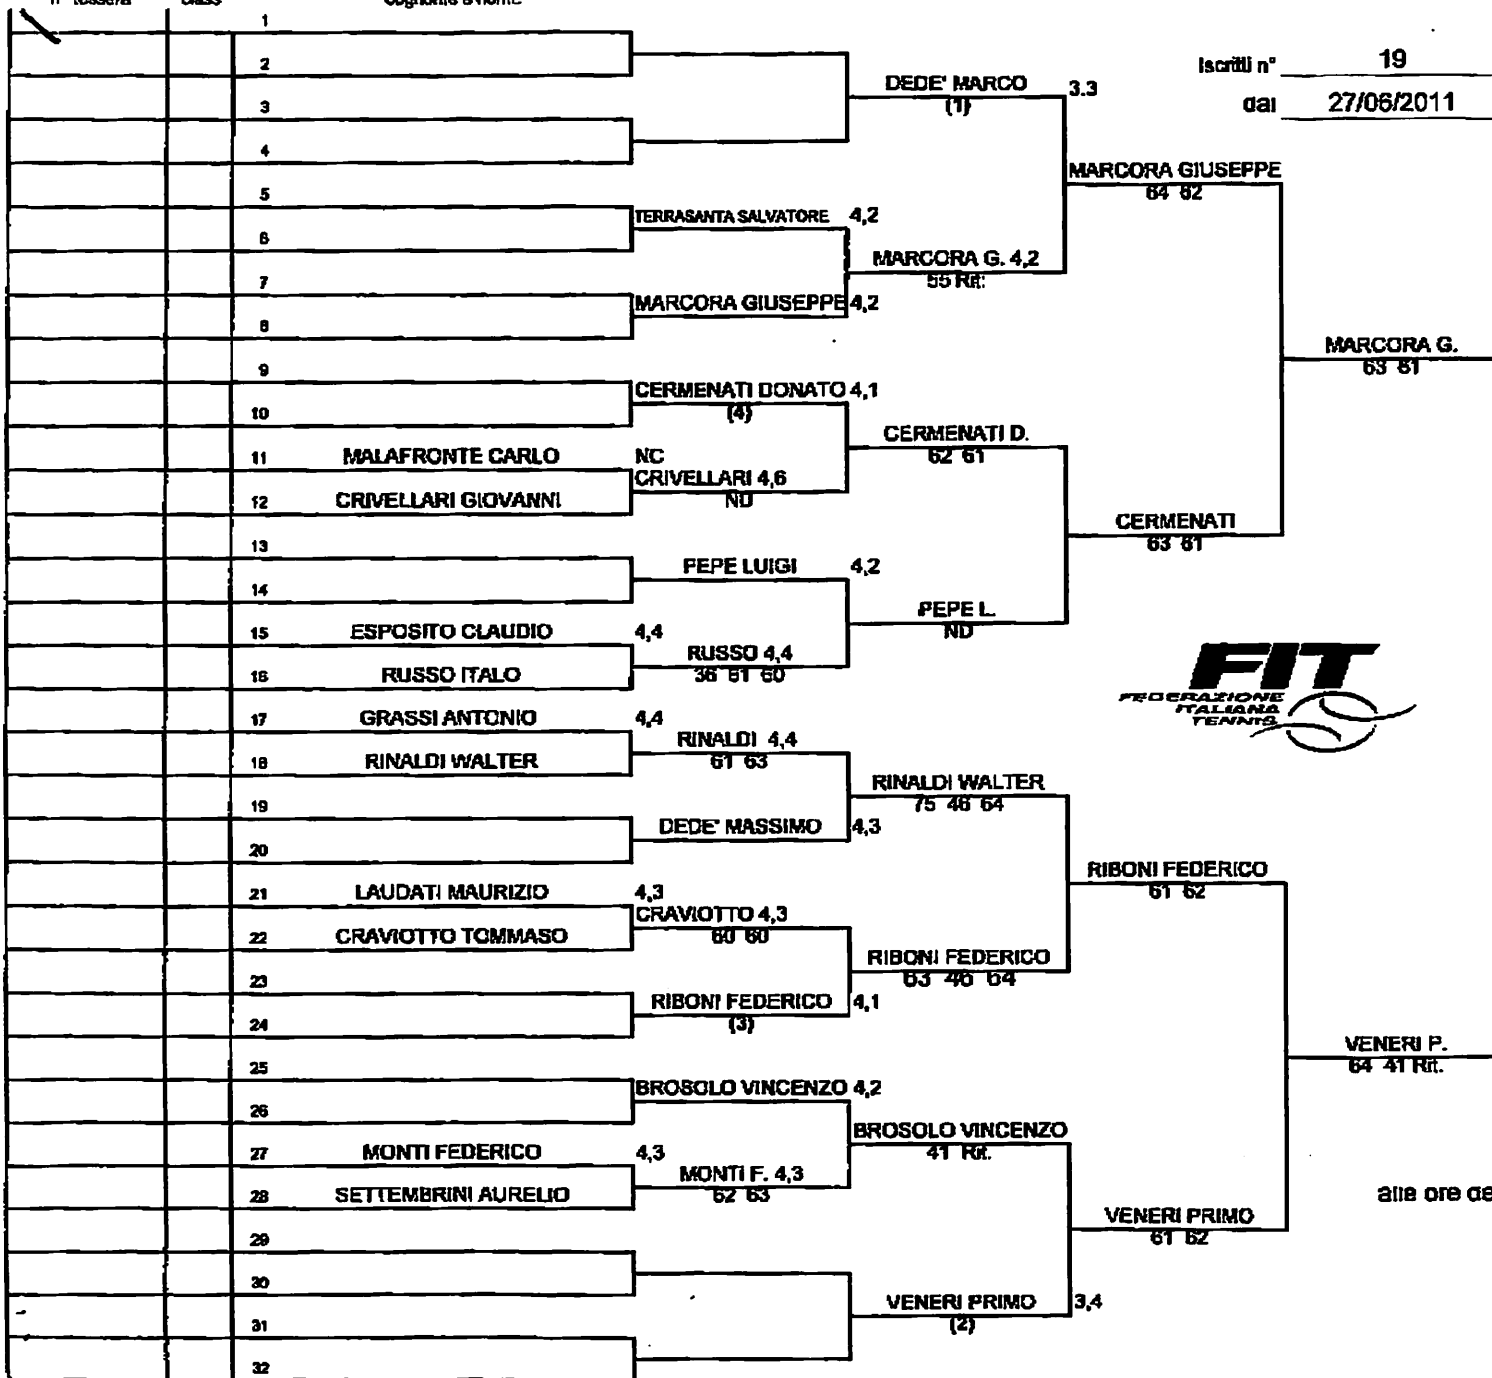 n° tessera class cognome e nome
1
2
3
4
5
6
7
8
9
10
11 MALAFRONTE CARLO NC
12 CRIVELLARI GIOVANNI
13
14
15 ESPOSITO CLAUDIO 4,4
16 RUSSO ITALO
17 GRASSI ANTONIO 4,4
18 RINALDI WALTER
19
20
21 LAUDATI MAURIZIO 4,3
22 CRAVIOTTO TOMMASO
23
24
25
26
27 MONTI FEDERICO 4,3
28 SETTEMBRINI AURELIO
29
30
31
32
TERRASANTA SALVATORE 4,2
MARCORA GIUSEPPE 4,2
CERMENATI DONATO 4,1
(4)
CRIVELLARI 4,6
ND
PEPE LUIGI 4,2
RUSSO 4,4
36 61 60
RINALDI 4,4
61 63
DEDE' MASSIMO 4,3
CRAVIOTTO 4,3
60 60
RIBONI FEDERICO 4,1
(3)
BROSOLO VINCENZO 4,2
MONTI F. 4,3
62 63
DEDE' MARCO 3.3
(1)
MARCORA G. 4,2
55 Rit.
CERMENATI D.
62 61
PEPE L.
ND
RINALDI WALTER
75 46 64
RIBONI FEDERICO
63 46 64
BROSOLO VINCENZO
41 Rit.
VENERI PRIMO 3,4
(2)
MARCORA GIUSEPPE
64 62
CERMENATI
63 61
RIBONI FEDERICO
61 62
VENERI PRIMO
61 62
MARCORA G.
63 61
VENERI P.
64 41 Rit.
Iscritti n° 19
dal 27/06/2011
FIT
FEDERAZIONE
ITALIANA
TENNIS
alle ore de